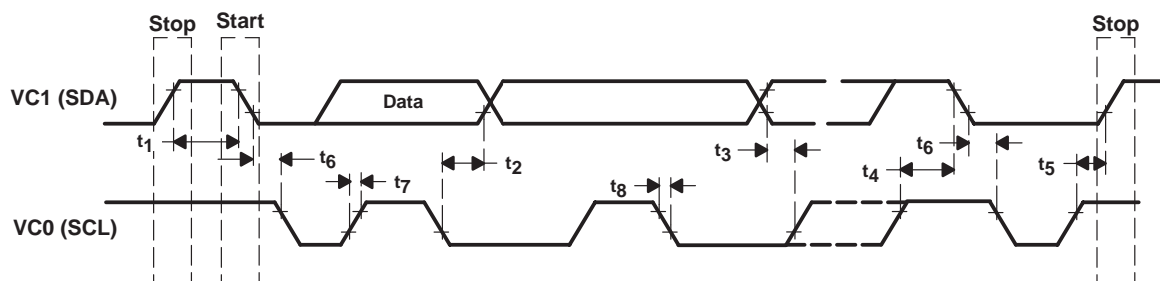 Stop
Start
Stop
VC1 (SDA)
Data
t1
t6
t7
t2
t3
t8
t4
t6
t5
VC0 (SCL)